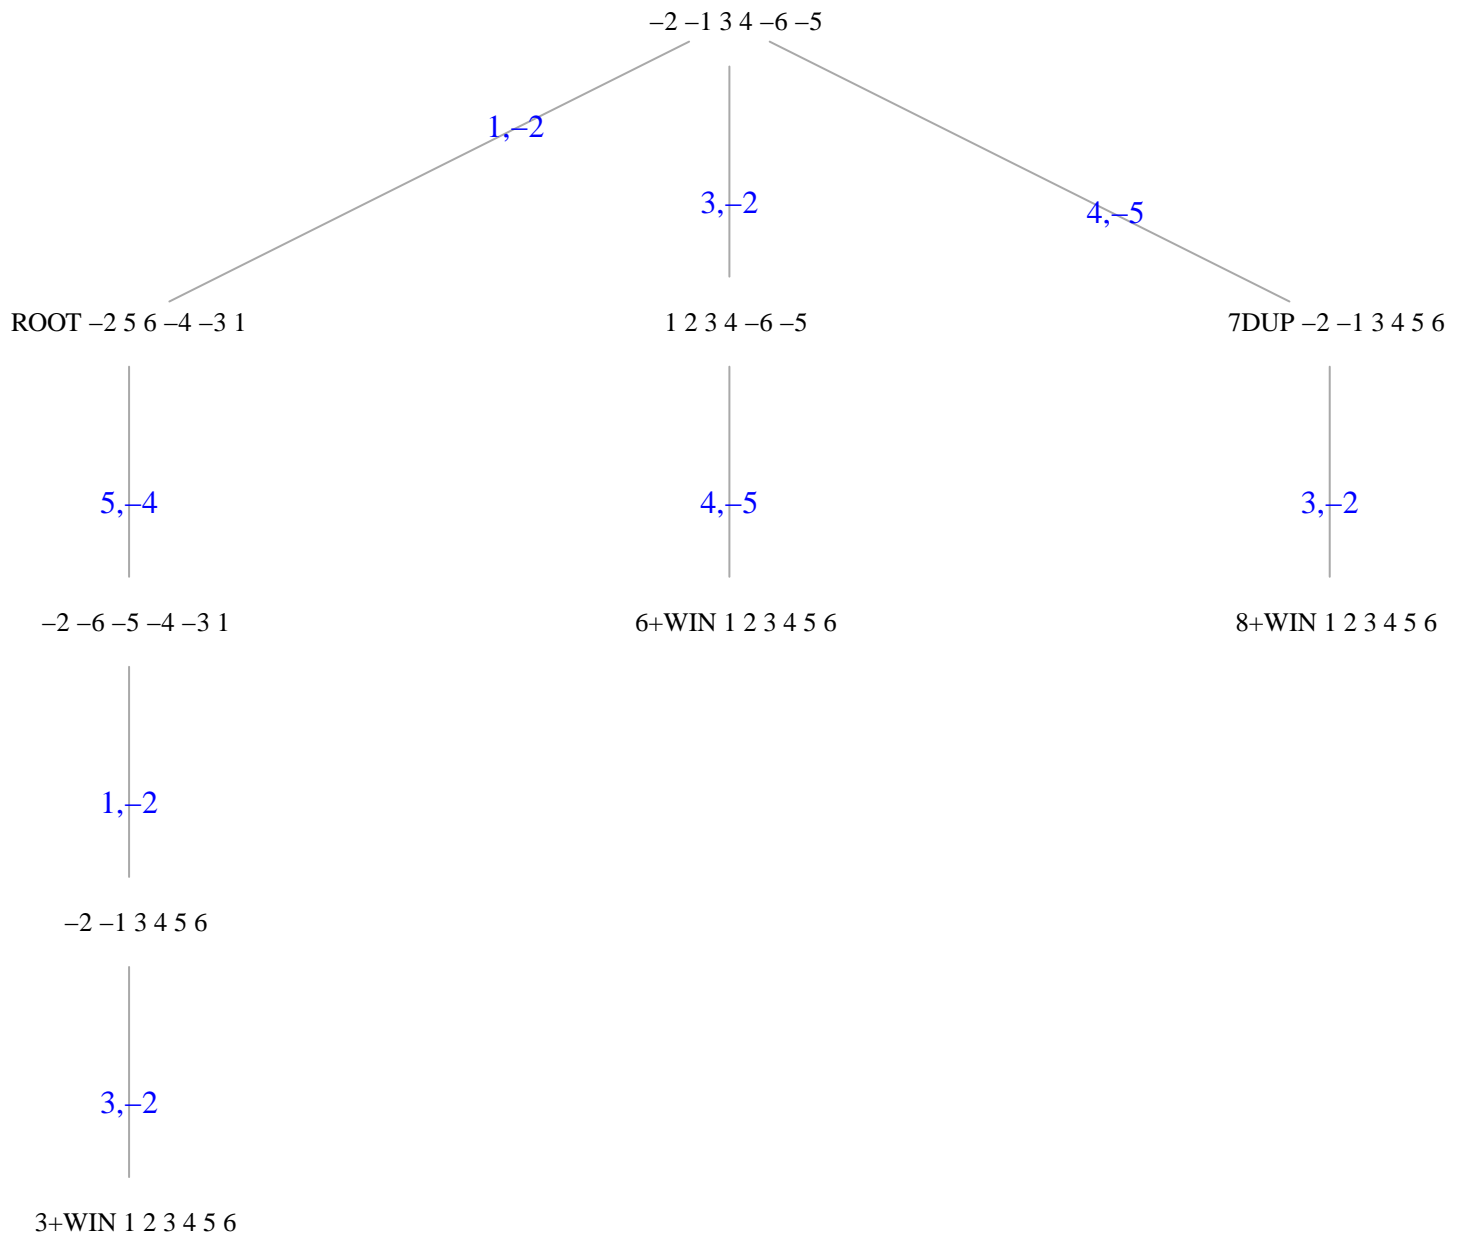 –2 –1 3 4 –6 –5
1,–2
3,–2
4,–5
ROOT –2 5 6 –4 –3 1
1 2 3 4 –6 –5
7DUP –2 –1 3 4 5 6
5,–4
4,–5
3,–2
–2 –6 –5 –4 –3 1
6+WIN 1 2 3 4 5 6
8+WIN 1 2 3 4 5 6
1,–2
–2 –1 3 4 5 6
3,–2
3+WIN 1 2 3 4 5 6